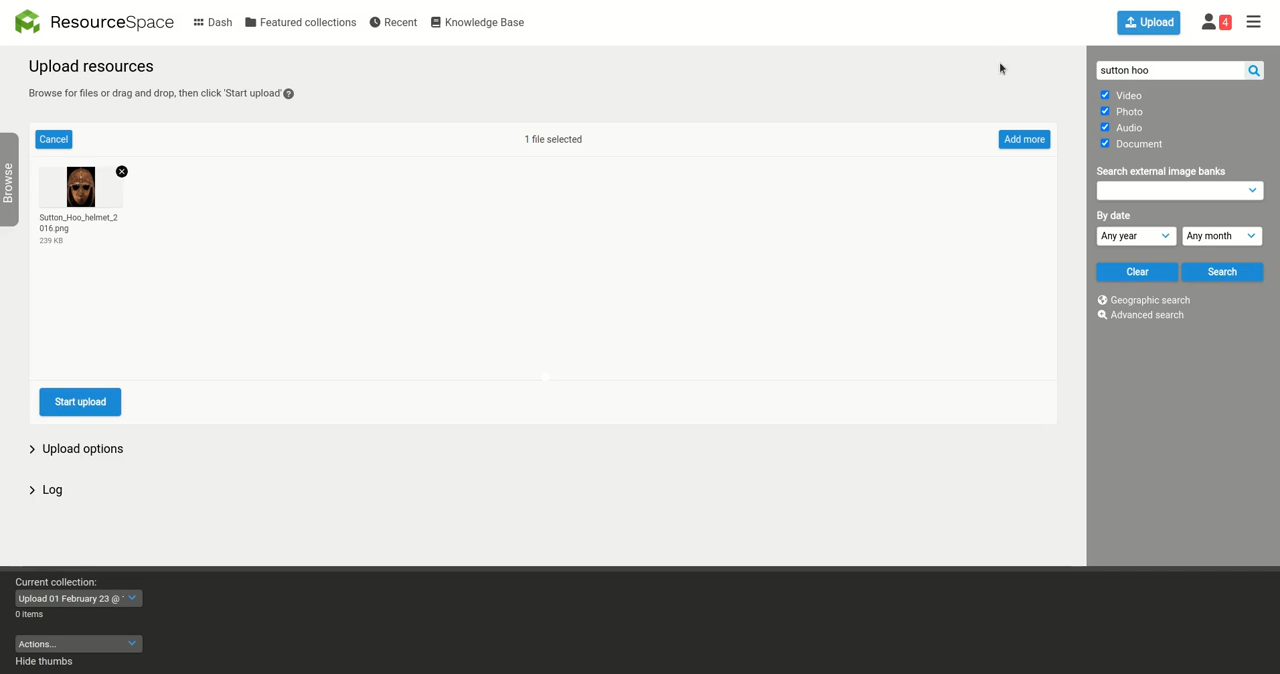 ResourceSpace
Dash
Featured collections
Recent
Knowledge Base
Upload
4
Upload resources
Browse for files or drag and drop, then click 'Start upload' ?
Cancel
1 file selected
Add more
Browse
Sutton_Hoo_helmet_2
016.png
239 KB
Start upload
Upload options
Log
sutton hoo
Video
Photo
Audio
Document
Search external image banks
By date
Any year
Any month
Clear
Search
Geographic search
Advanced search
Current collection:
Upload 01 February 23 @
0 items
Actions...
Hide thumbs